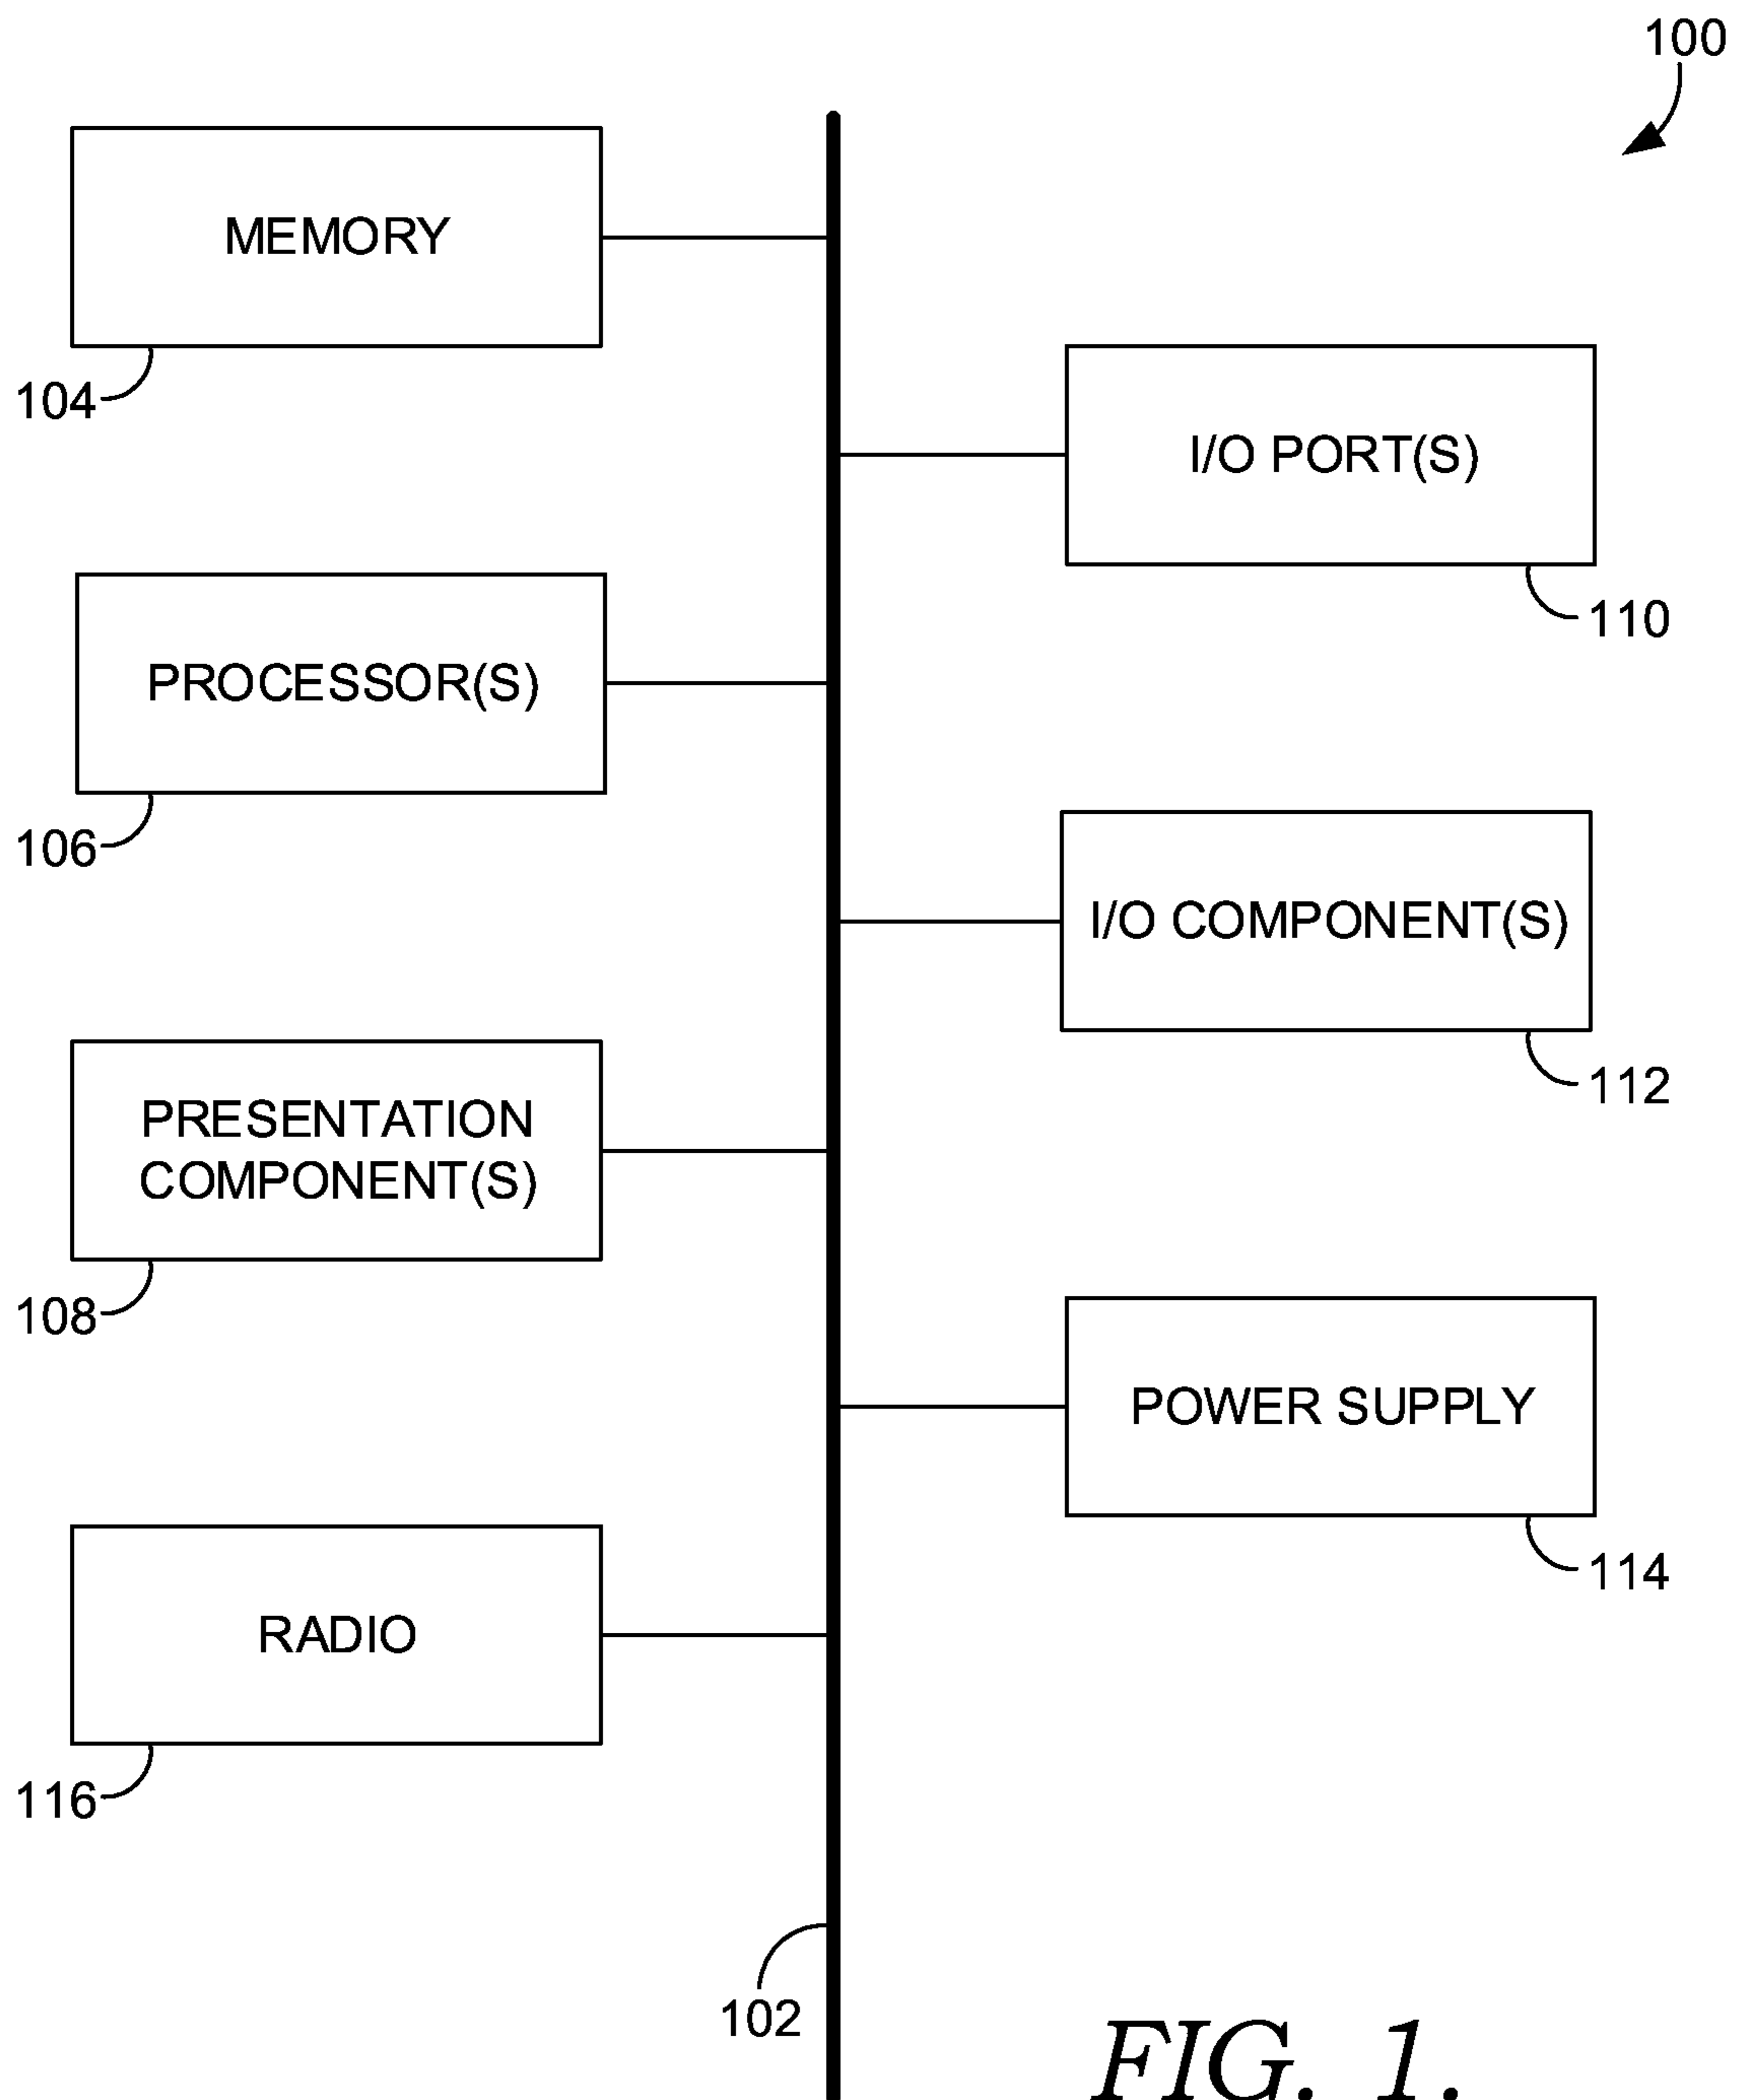 100
MEMORY
104
I/O PORT(S)
110
PROCESSOR(S)
106
I/O COMPONENT(S)
112
PRESENTATION
COMPONENT(S)
108
POWER SUPPLY
114
RADIO
116
102
FIG. 1.